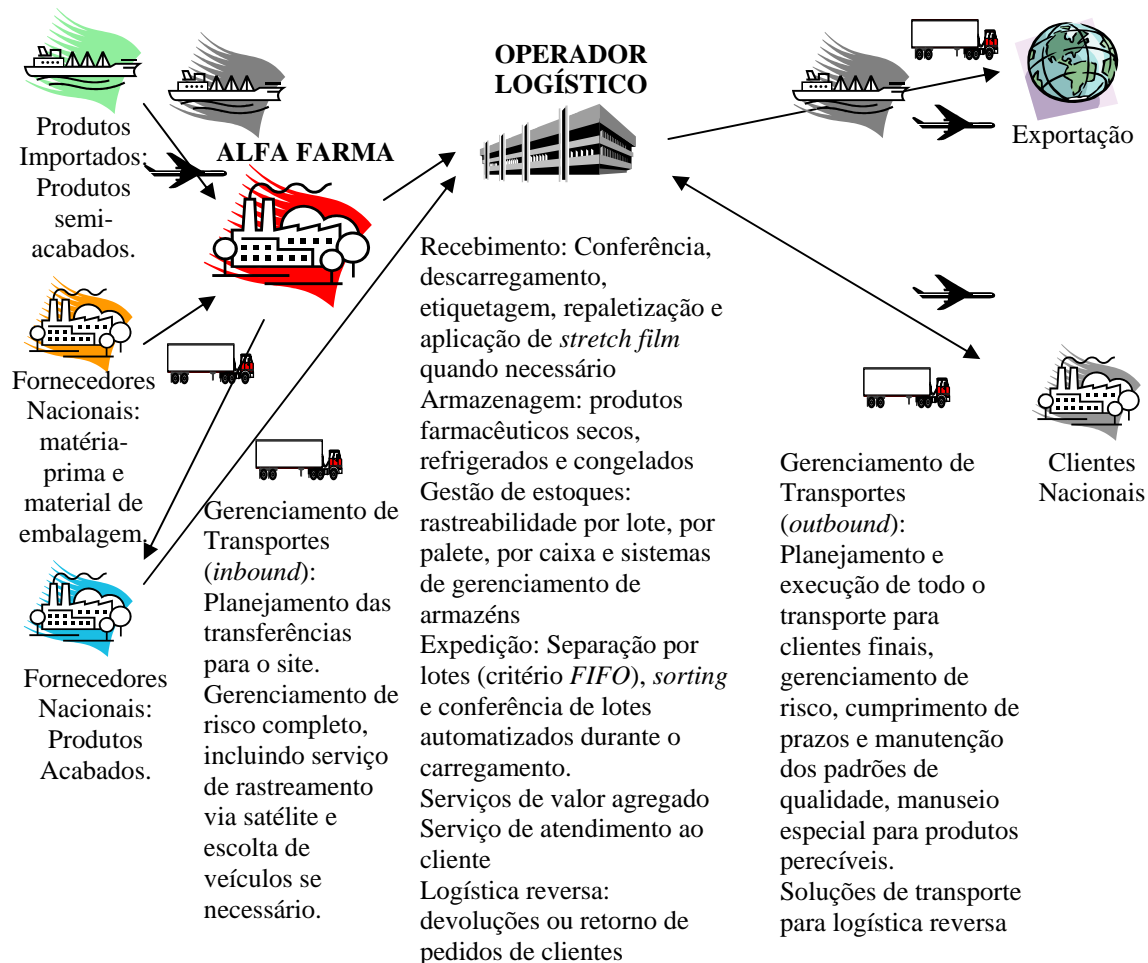 OPERADOR
LOGÍSTICO
Exportação
Produtos
Importados:
Produtos
semi-
acabados.
ALFA FARMA
Fornecedores
Nacionais:
matéria-
prima e
material de
embalagem.
Fornecedores
Nacionais:
Produtos
Acabados.
Gerenciamento de
Transportes
(inbound):
Planejamento das
transferências
para o site.
Gerenciamento de
risco completo,
incluindo serviço
de rastreamento
via satélite e
escolta de
veículos se
necessário.
Recebimento: Conferência,
descarregamento,
etiquetagem, repaletização e
aplicação de stretch film
quando necessário
Armazenagem: produtos
farmacêuticos secos,
refrigerados e congelados
Gestão de estoques:
rastreabilidade por lote, por
palete, por caixa e sistemas
de gerenciamento de
armazéns
Expedição: Separação por
lotes (critério FIFO), sorting
e conferência de lotes
automatizados durante o
carregamento.
Serviços de valor agregado
Serviço de atendimento ao
cliente
Logística reversa:
devoluções ou retorno de
pedidos de clientes
Gerenciamento de
Transportes
(outbound):
Planejamento e
execução de todo o
transporte para
clientes finais,
gerenciamento de
risco, cumprimento de
prazos e manutenção
dos padrões de
qualidade, manuseio
especial para produtos
perecíveis.
Soluções de transporte
para logística reversa
Clientes
Nacionais